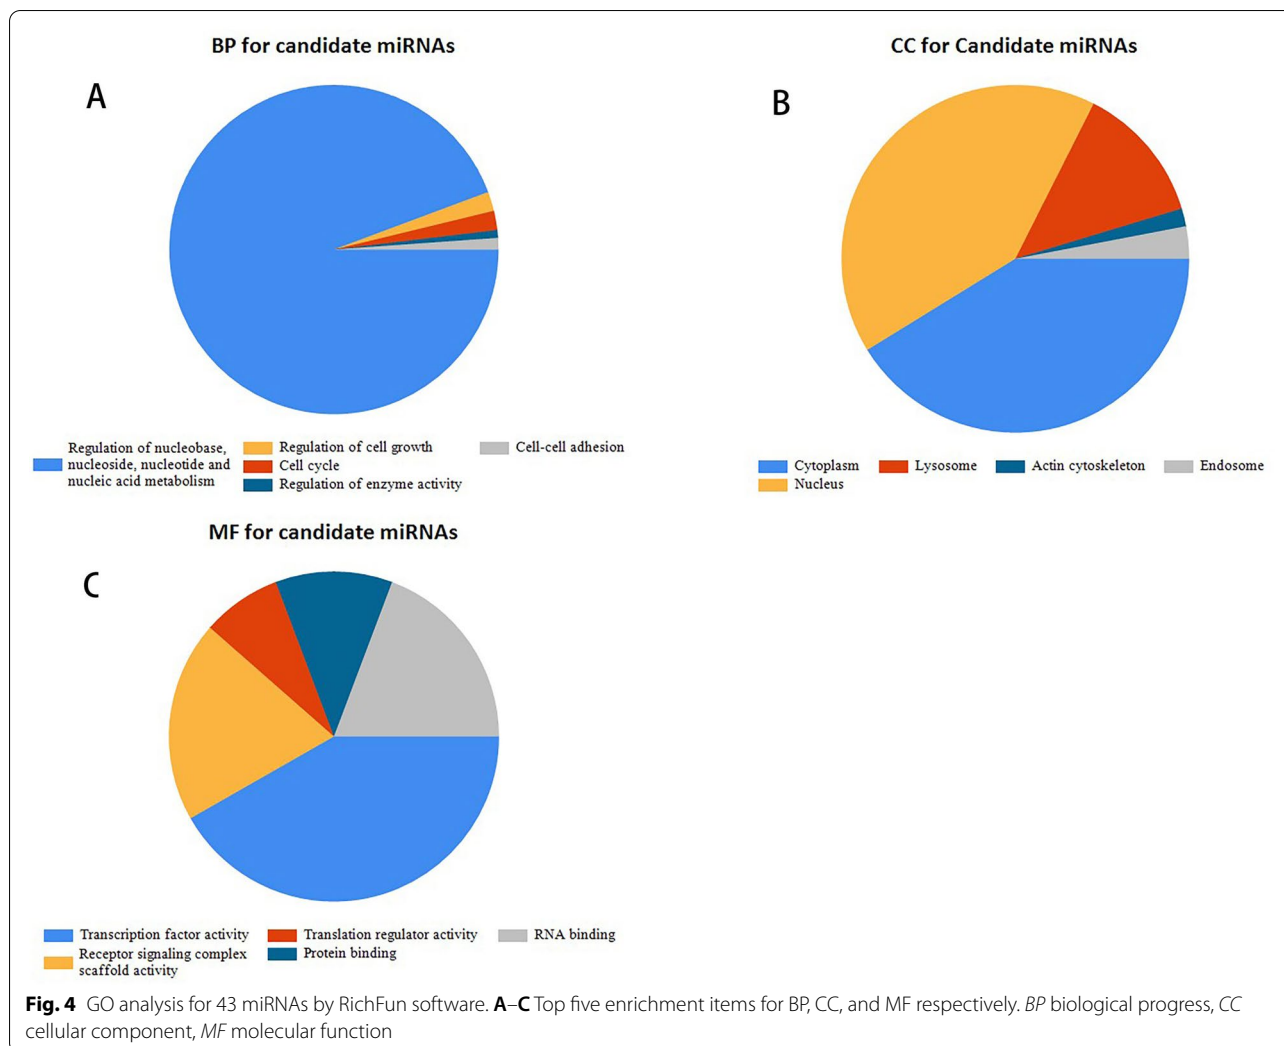 BP for candidate miRNAs
A
Regulation of nucleobase,
nucleoside, nucleotide and
nucleic acid metabolism
Regulation of cell growth
Cell cycle
Regulation of enzyme activity
Cell-cell adhesion
CC for Candidate miRNAs
B
Cytoplasm
Lysosome
Actin cytoskeleton
Endosome
Nucleus
MF for candidate miRNAs
C
Transcription factor activity
Translation regulator activity
RNA binding
Receptor signaling complex
scaffold activity
Protein binding
Fig. 4 GO analysis for 43 miRNAs by RichFun software. A–C Top five enrichment items for BP, CC, and MF respectively. BP biological progress, CC
cellular component, MF molecular function